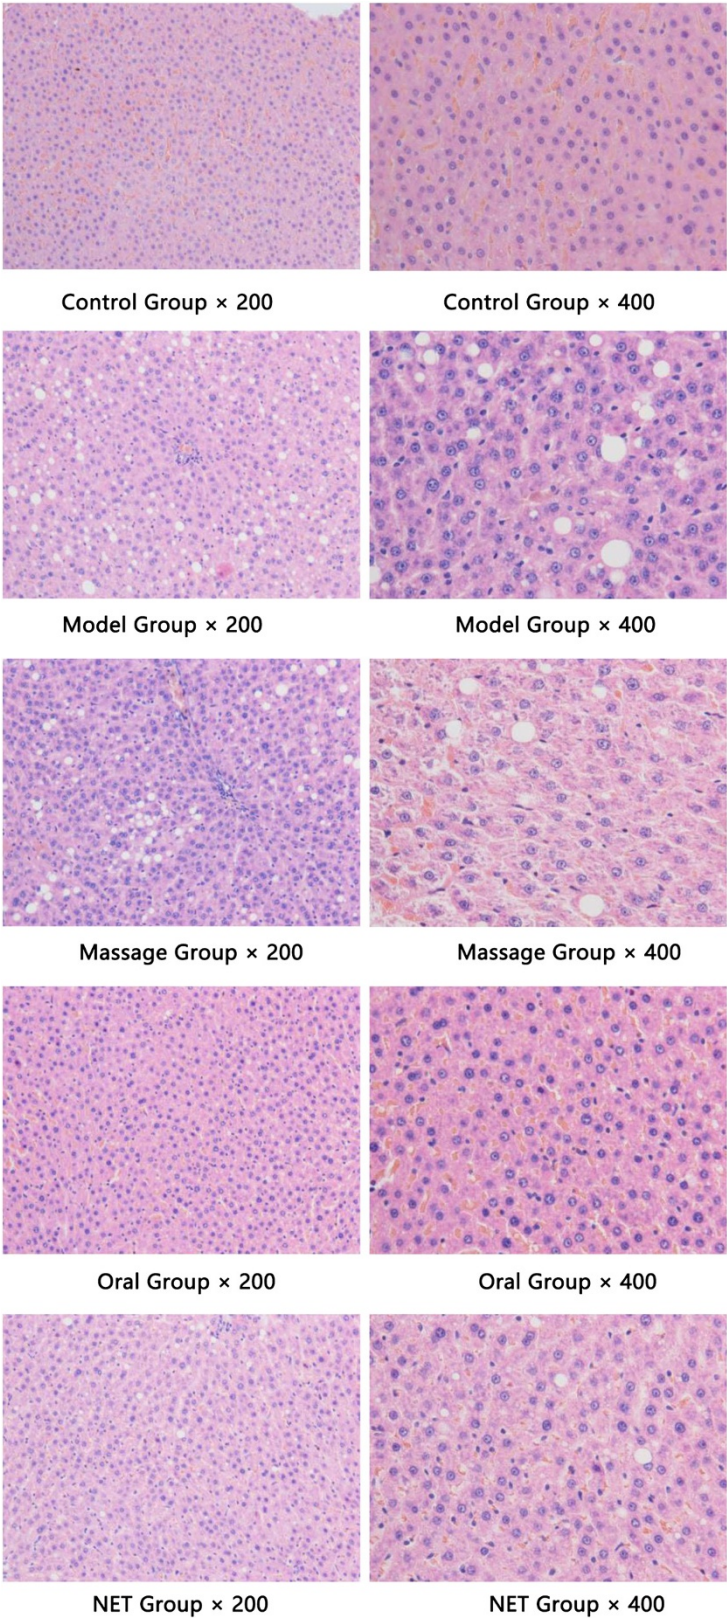 Control Group × 200
Control Group × 400
Model Group × 200
Model Group × 400
Massage Group × 200
Massage Group × 400
Oral Group × 200
Oral Group × 400
NET Group × 200
NET Group × 400